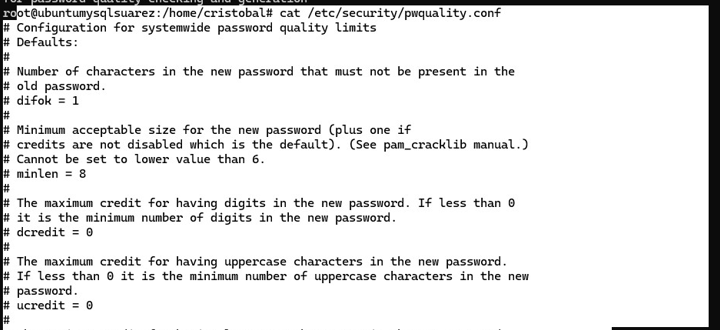 for password quality checking and generation
root@ubuntumysqlsuarez:/home/cristobal# cat /etc/security/pwquality.conf
# Configuration for systemwide password quality limits
# Defaults:
#
# Number of characters in the new password that must not be present in the
# old password.
# difok = 1
#
# Minimum acceptable size for the new password (plus one if
# credits are not disabled which is the default). (See pam_cracklib manual.)
# Cannot be set to lower value than 6.
# minlen = 8
#
# The maximum credit for having digits in the new password. If less than 0
# it is the minimum number of digits in the new password.
# dcredit = 0
#
# The maximum credit for having uppercase characters in the new password.
# If less than 0 it is the minimum number of uppercase characters in the new
# password.
# ucredit = 0
#